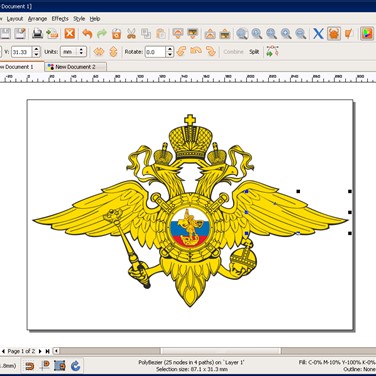 Document 1]
w Layout Arrange Effects Style Help
Y: 31.33 Units: mm Rotate: 0.0 Combine Split
w Document 1 New Document 2
Page 1 of 2
PolyBezier (25 nodes in 4 paths) on 'Layer 1' Fill: C-0% M-10% Y-100% K-0%
.8mm) Selection size: 87.1 x 31.3 mm Outline: None